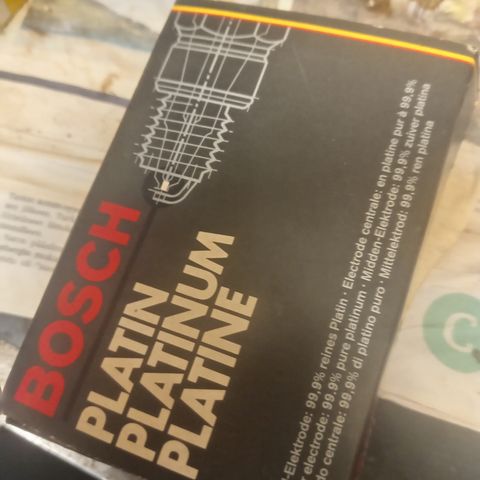 BOSCH
PLATIN
PLATINUM
PLATINE
-Elektrode: 99,9% reines Platin · Electrode centrale: en platine pur à 99,9%
electrode: 99,9% pure platinum · Midden-Elektrode: 99,9% zuiver platina
do centrale: 99,9% di platino puro · Mittelektrod: 99,9% ren platina
C